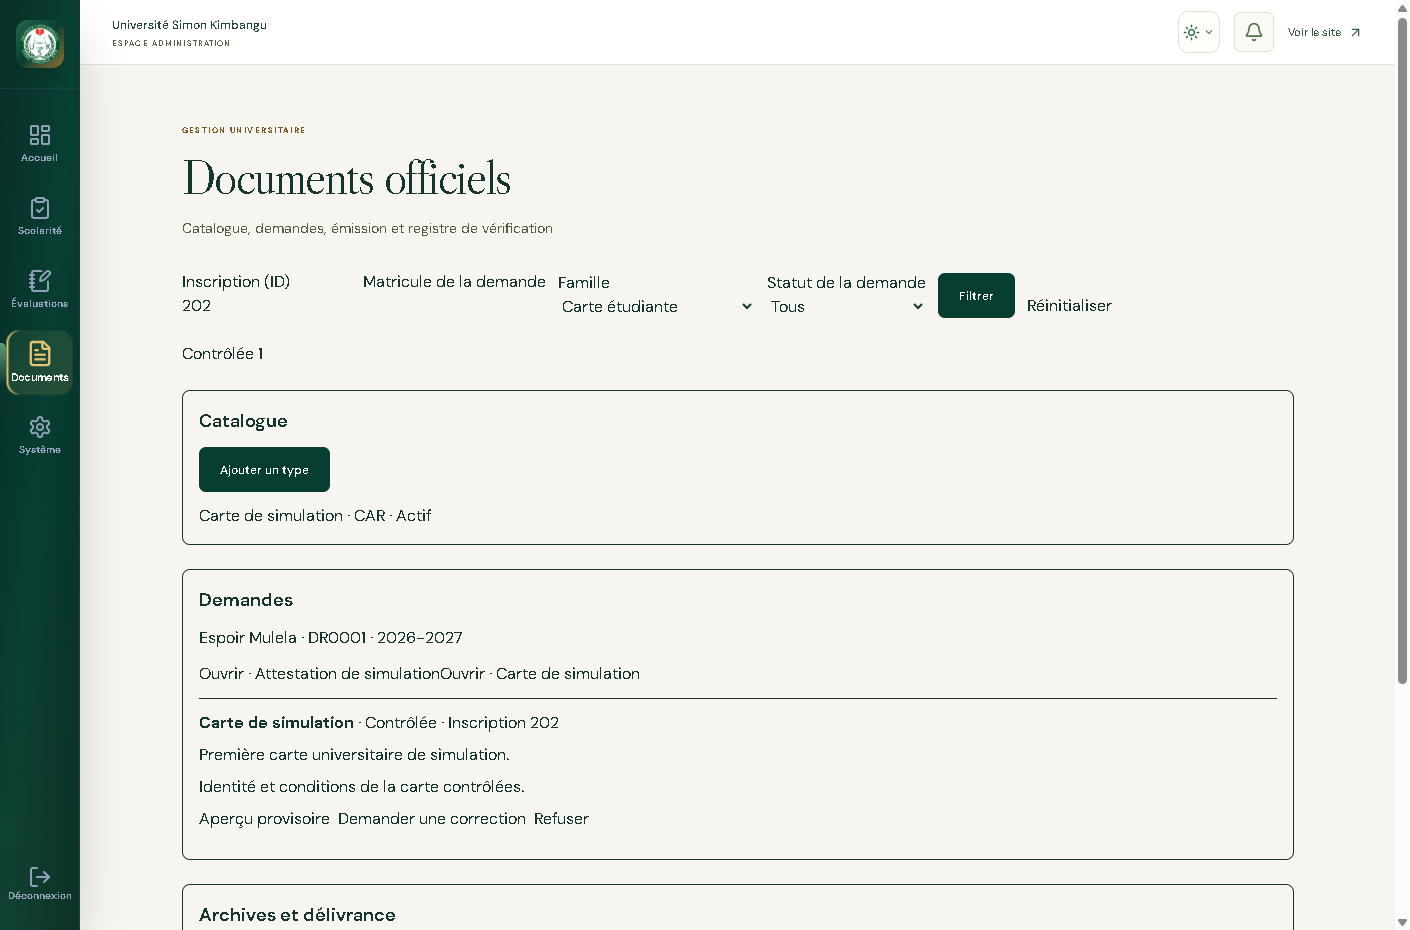 Université Simon Kimbangu
ESPACE ADMINISTRATION
Voir le site
Accueil
Scolarité
Évaluations
Documents
Système
Déconnexion
GESTION UNIVERSITAIRE
Documents officiels
Catalogue, demandes, émission et registre de vérification
Inscription (ID) Matricule de la demande Famille Statut de la demande
202 Carte étudiante Tous Filtrer Réinitialiser
Contrôlée 1
Catalogue
Ajouter un type
Carte de simulation · CAR · Actif
Demandes
Espoir Mulela · DR0001 · 2026-2027
Ouvrir · Attestation de simulationOuvrir · Carte de simulation
Carte de simulation · Contrôlée · Inscription 202
Première carte universitaire de simulation.
Identité et conditions de la carte contrôlées.
Aperçu provisoire Demander une correction Refuser
Archives et délivrance